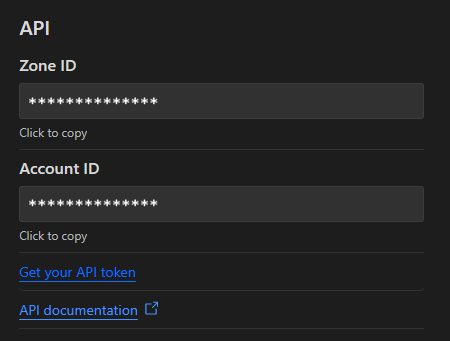 API
Zone ID
**************
Click to copy
Account ID
**************
Click to copy
Get your API token
API documentation